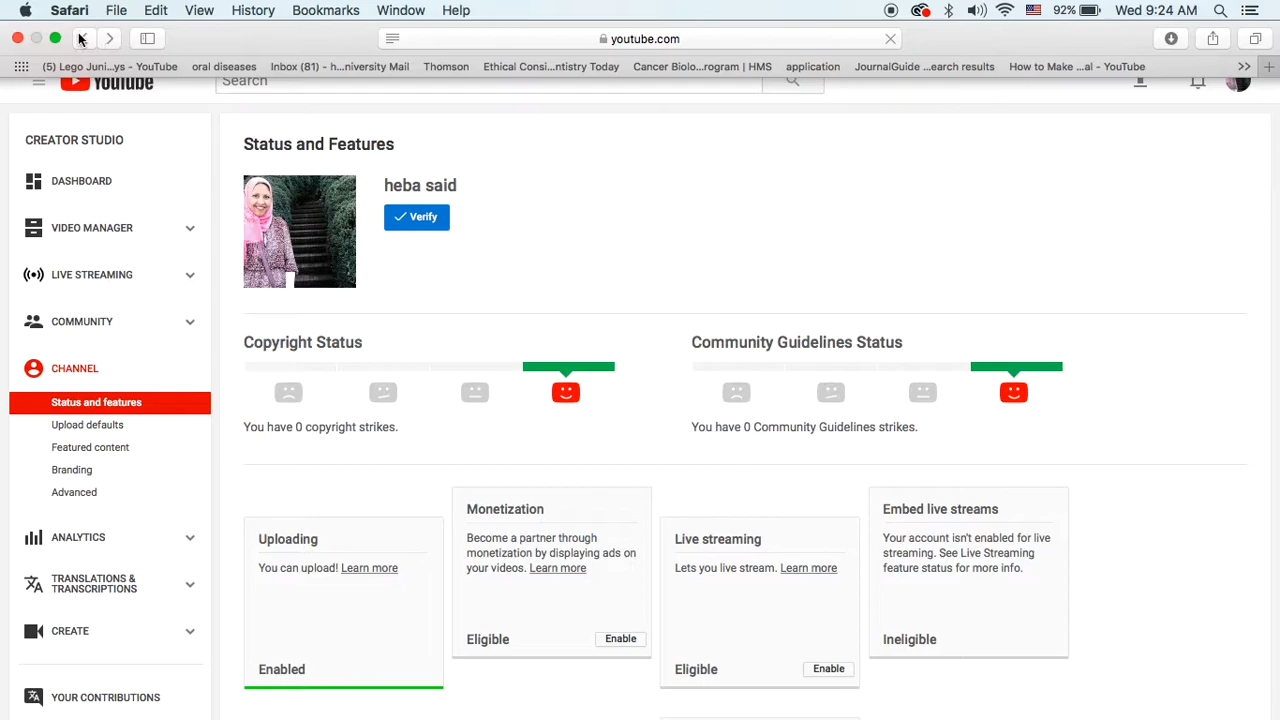 Safari File Edit View History Bookmarks Window Help 92% Wed 9:24 AM
youtube.com
(5) Lego Juni...ys - YouTube oral diseases Inbox (81) - h...niversity Mail Thomson Ethical Consi...ntistry Today Cancer Biolo...rogram | HMS application JournalGuide ...earch results How to Make ...al - YouTube
YouTube Search
CREATOR STUDIO
DASHBOARD
VIDEO MANAGER
LIVE STREAMING
COMMUNITY
CHANNEL
Status and features
Upload defaults
Featured content
Branding
Advanced
ANALYTICS
TRANSLATIONS &
TRANSCRIPTIONS
CREATE
YOUR CONTRIBUTIONS
Status and Features
heba said
Verify
Copyright Status
You have 0 copyright strikes.
Community Guidelines Status
You have 0 Community Guidelines strikes.
Uploading
You can upload! Learn more
Enabled
Monetization
Become a partner through
monetization by displaying ads on
your videos. Learn more
Eligible Enable
Live streaming
Lets you live stream. Learn more
Eligible Enable
Embed live streams
Your account isn't enabled for live
streaming. See Live Streaming
feature status for more info.
Ineligible